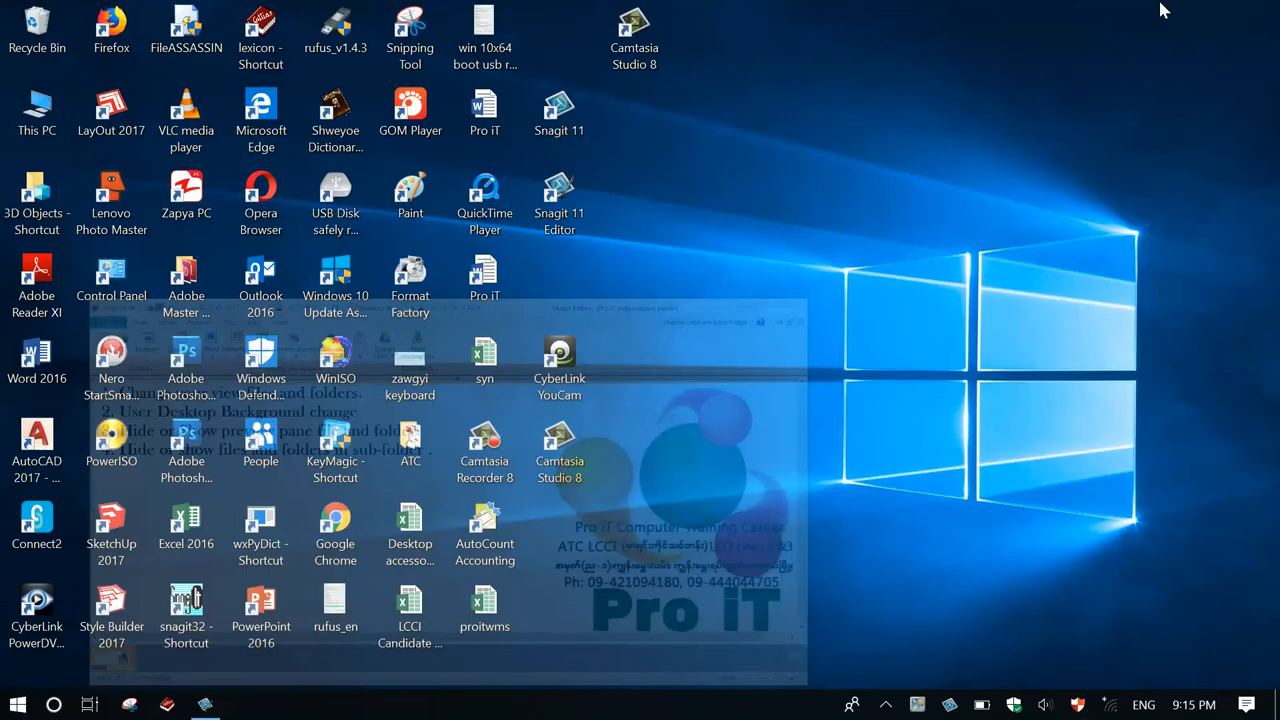 Recycle Bin
Firefox
FileASSASSIN
lexicon -
Shortcut
rufus_v1.4.3
Snipping
Tool
win 10x64
boot usb r...
Camtasia
Studio 8
This PC
LayOut 2017
VLC media
player
Microsoft
Edge
Shweyoe
Dictionar...
GOM Player
Pro iT
Snagit 11
3D Objects -
Shortcut
Lenovo
Photo Master
Zapya PC
Opera
Browser
USB Disk
safely r...
Paint
QuickTime
Player
Snagit 11
Editor
Adobe
Reader XI
Control Panel
Adobe
Master ...
Outlook
2016
Windows 10
Update As...
Format
Factory
Pro iT
Word 2016
Nero
StartSma...
Adobe
Photosho...
Windows
Defend...
WinISO
zawgyi
keyboard
syn
CyberLink
YouCam
2. User Desktop Background change
AutoCAD
2017 - ...
PowerISO
Adobe
Photosh...
People
KeyMagic -
Shortcut
ATC
Camtasia
Recorder 8
Camtasia
Studio 8
Connect2
SketchUp
2017
Excel 2016
wxPyDict -
Shortcut
Google
Chrome
Desktop
accesso...
AutoCount
Accounting
Pro iT Computer Training Center
Ph: 09-421094180, 09-444044705
Pro iT
CyberLink
PowerDV...
Style Builder
2017
snagit32 -
Shortcut
PowerPoint
2016
rufus_en
LCCI
Candidate ...
proitwms
ENG
9:15 PM